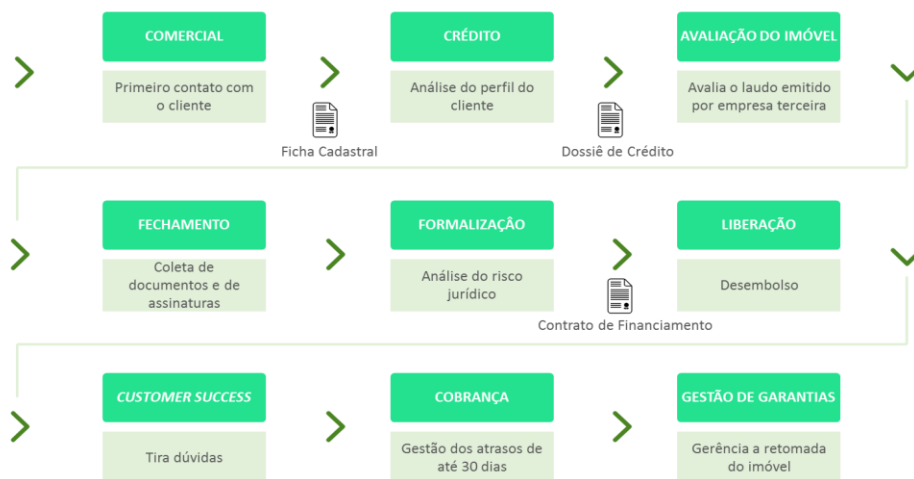 COMERCIAL
CRÉDITO
AVALIAÇÃO DO IMÓVEL
Primeiro contato com
o cliente
Análise do perfil do
cliente
Avalia o laudo emitido
por empresa terceira
Ficha Cadastral
Dossiê de Crédito
FECHAMENTO
FORMALIZAÇÂO
LIBERAÇÃO
Coleta de
documentos e de
assinaturas
Análise do risco
jurídico
Desembolso
Contrato de Financiamento
CUSTOMER SUCCESS
COBRANÇA
GESTÃO DE GARANTIAS
Tira dúvidas
Gestão dos atrasos de
até 30 dias
Gerência a retomada
do imóvel